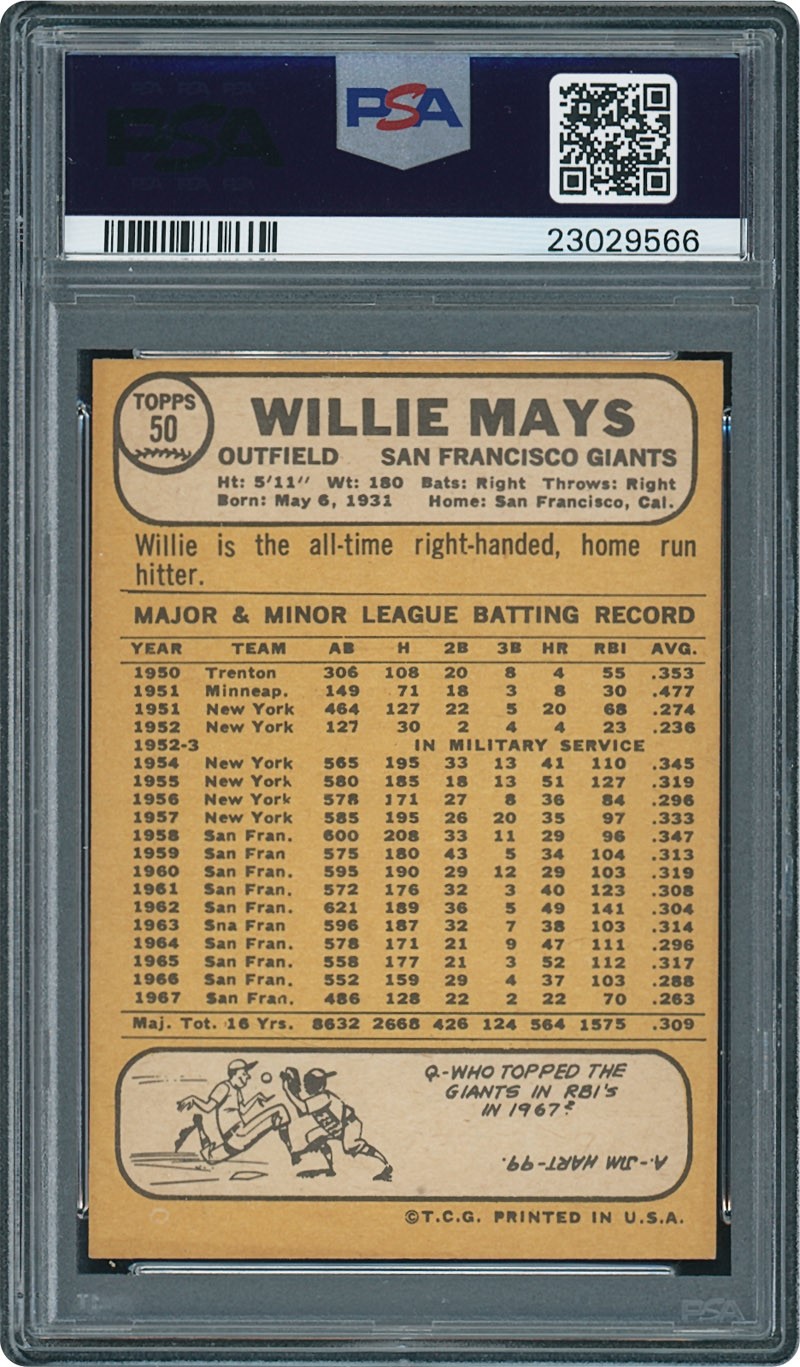 PSA
PSA PSA PSA
PSA
PSA PSA PSA
23029566
TOPPS
50
WILLIE MAYS
OUTFIELD SAN FRANCISCO GIANTS
Ht: 5'11" Wt: 180 Bats: Right Throws: Right
Born: May 6, 1931 Home: San Francisco, Cal.
Willie is the all-time right-handed, home run
hitter.
MAJOR & MINOR LEAGUE BATTING RECORD
YEAR TEAM AB H 2B 3B HR RBI AVG.
1950 Trenton 306 108 20 8 4 55 .353
1951 Minneap. 149 71 18 3 8 30 .477
1951 New York 464 127 22 5 20 68 .274
1952 New York 127 30 2 4 4 23 .236
1952-3 IN MILITARY SERVICE
1954 New York 565 195 33 13 41 110 .345
1955 New York 580 185 18 13 51 127 .319
1956 New York 578 171 27 8 36 84 .296
1957 New York 585 195 26 20 35 97 .333
1958 San Fran. 600 208 33 11 29 96 .347
1959 San Fran 575 180 43 5 34 104 .313
1960 San Fran. 595 190 29 12 29 103 .319
1961 San Fran. 572 176 32 3 40 123 .308
1962 San Fran. 621 189 36 5 49 141 .304
1963 Sna Fran 596 187 32 7 38 103 .314
1964 San Fran. 578 171 21 9 47 111 .296
1965 San Fran. 558 177 21 3 52 112 .317
1966 San Fran. 552 159 29 4 37 103 .288
1967 San Fran. 486 128 22 2 22 70 .263
Maj. Tot. 16 Yrs. 8632 2668 426 124 564 1575 .309
Q.-WHO TOPPED THE
GIANTS IN RBI'S
IN 1967?
A.-JIM HART-99.
©T.C.G. PRINTED IN U.S.A.
PSA